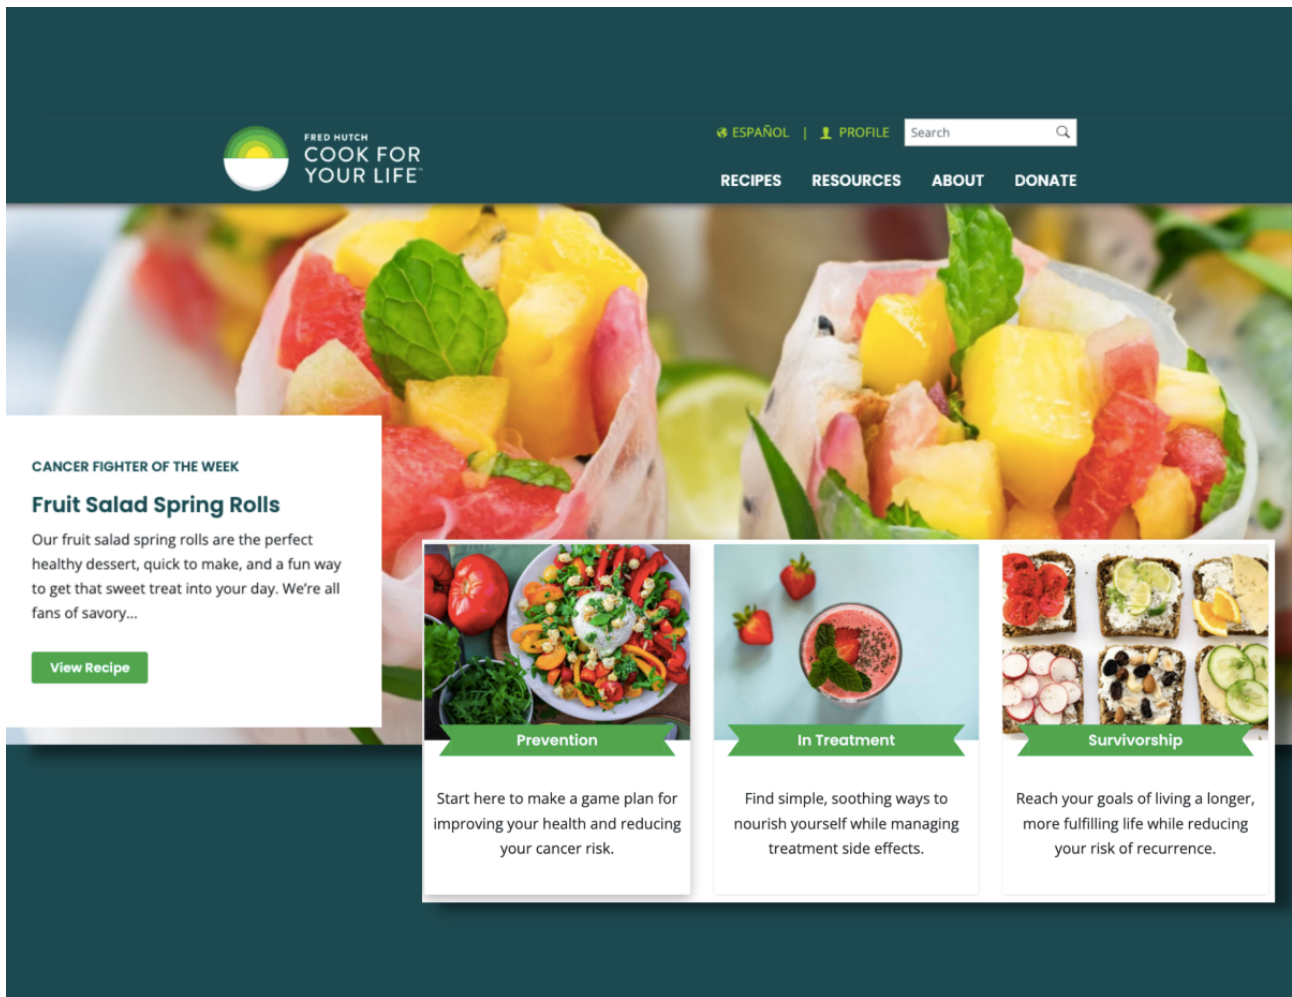 FRED HUTCH
COOK FOR
YOUR LIFE™
ESPAÑOL | PROFILE
Search
RECIPES RESOURCES ABOUT DONATE
CANCER FIGHTER OF THE WEEK
Fruit Salad Spring Rolls
Our fruit salad spring rolls are the perfect
healthy dessert, quick to make, and a fun way
to get that sweet treat into your day. We're all
fans of savory...
View Recipe
Prevention
Start here to make a game plan for
improving your health and reducing
your cancer risk.
In Treatment
Find simple, soothing ways to
nourish yourself while managing
treatment side effects.
Survivorship
Reach your goals of living a longer,
more fulfilling life while reducing
your risk of recurrence.